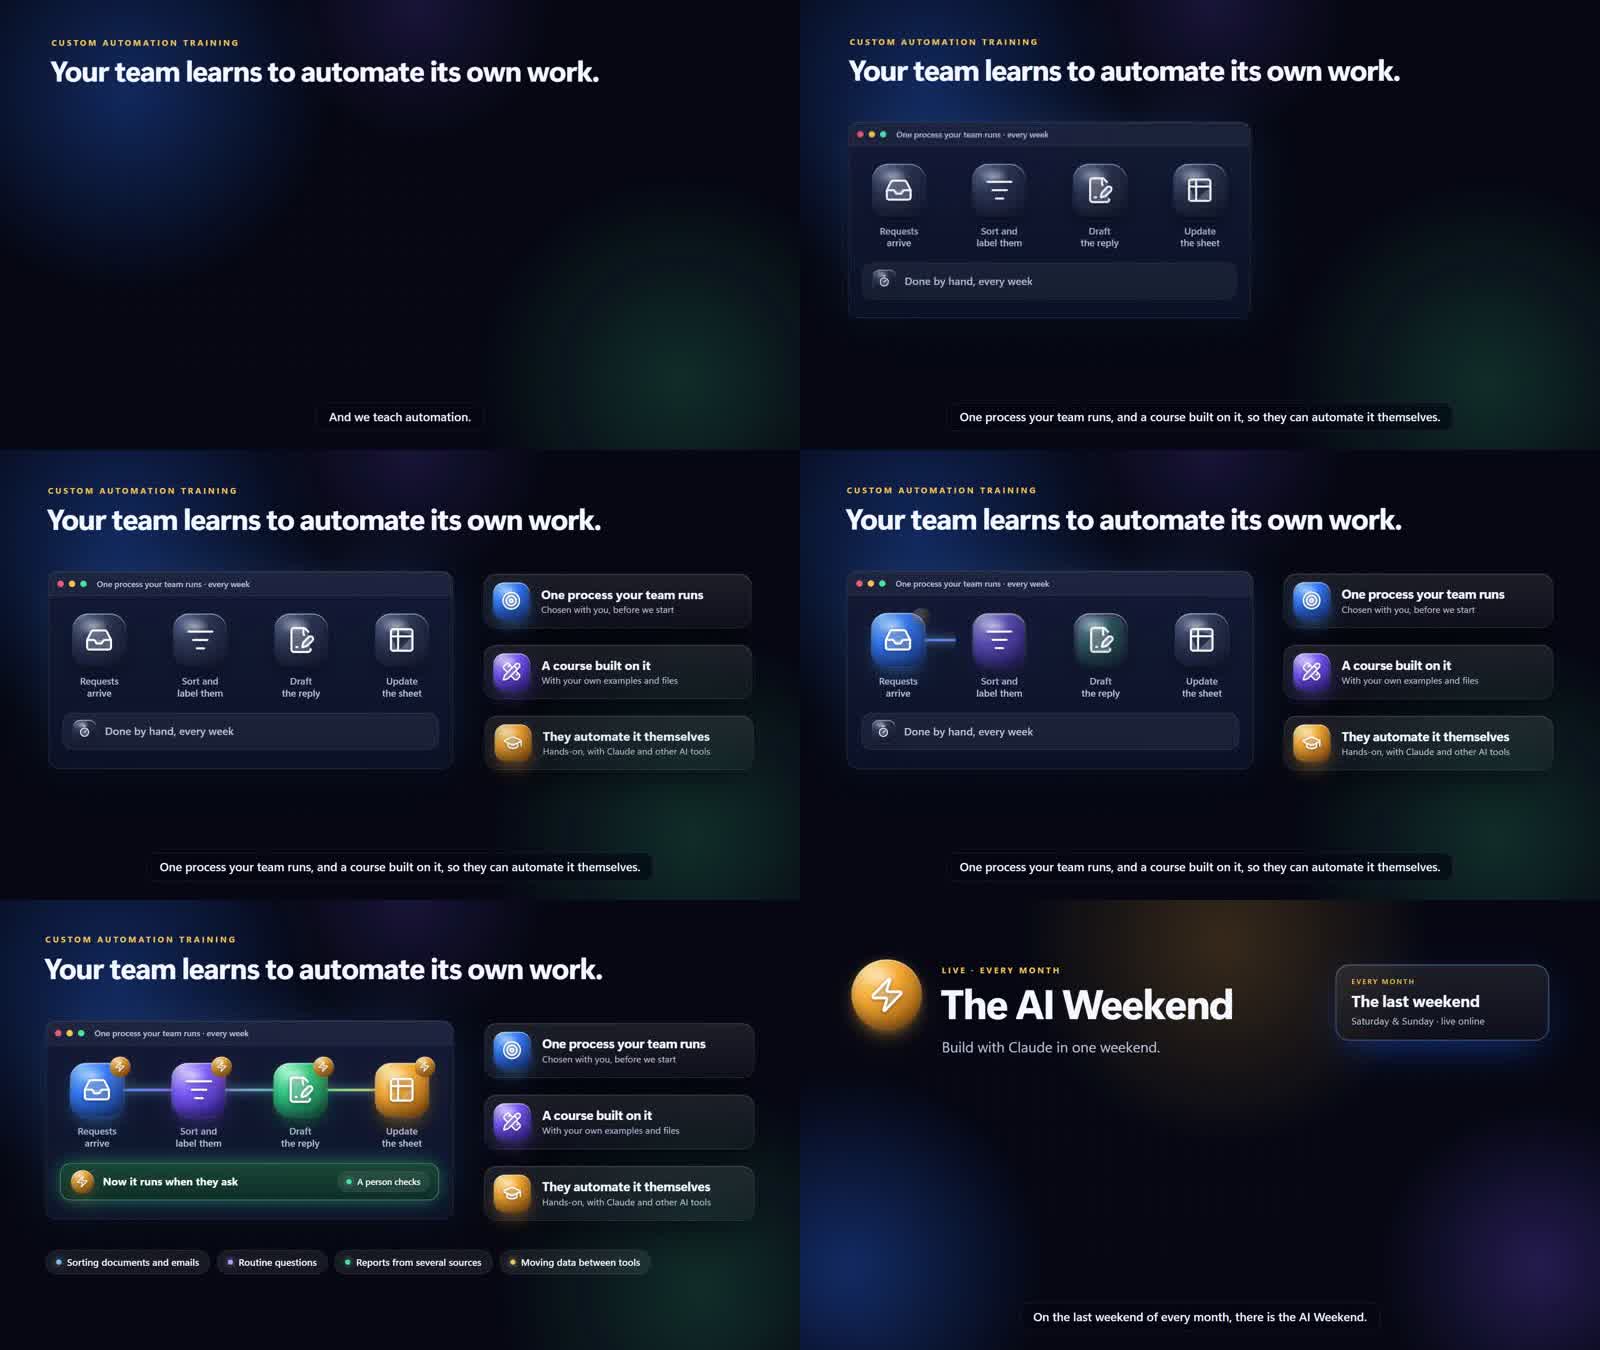 CUSTOM AUTOMATION TRAINING
Your team learns to automate its own work.
And we teach automation.
CUSTOM AUTOMATION TRAINING
Your team learns to automate its own work.
One process your team runs · every week
Requests
arrive
Sort and
label them
Draft
the reply
Update
the sheet
Done by hand, every week
One process your team runs, and a course built on it, so they can automate it themselves.
CUSTOM AUTOMATION TRAINING
Your team learns to automate its own work.
One process your team runs · every week
Requests
arrive
Sort and
label them
Draft
the reply
Update
the sheet
Done by hand, every week
One process your team runs
Chosen with you, before we start
A course built on it
With your own examples and files
They automate it themselves
Hands-on, with Claude and other AI tools
One process your team runs, and a course built on it, so they can automate it themselves.
CUSTOM AUTOMATION TRAINING
Your team learns to automate its own work.
One process your team runs · every week
Requests
arrive
Sort and
label them
Draft
the reply
Update
the sheet
Done by hand, every week
One process your team runs
Chosen with you, before we start
A course built on it
With your own examples and files
They automate it themselves
Hands-on, with Claude and other AI tools
One process your team runs, and a course built on it, so they can automate it themselves.
CUSTOM AUTOMATION TRAINING
Your team learns to automate its own work.
One process your team runs · every week
Requests
arrive
Sort and
label them
Draft
the reply
Update
the sheet
Now it runs when they ask
A person checks
One process your team runs
Chosen with you, before we start
A course built on it
With your own examples and files
They automate it themselves
Hands-on, with Claude and other AI tools
Sorting documents and emails
Routine questions
Reports from several sources
Moving data between tools
LIVE · EVERY MONTH
The AI Weekend
Build with Claude in one weekend.
EVERY MONTH
The last weekend
Saturday & Sunday · live online
On the last weekend of every month, there is the AI Weekend.